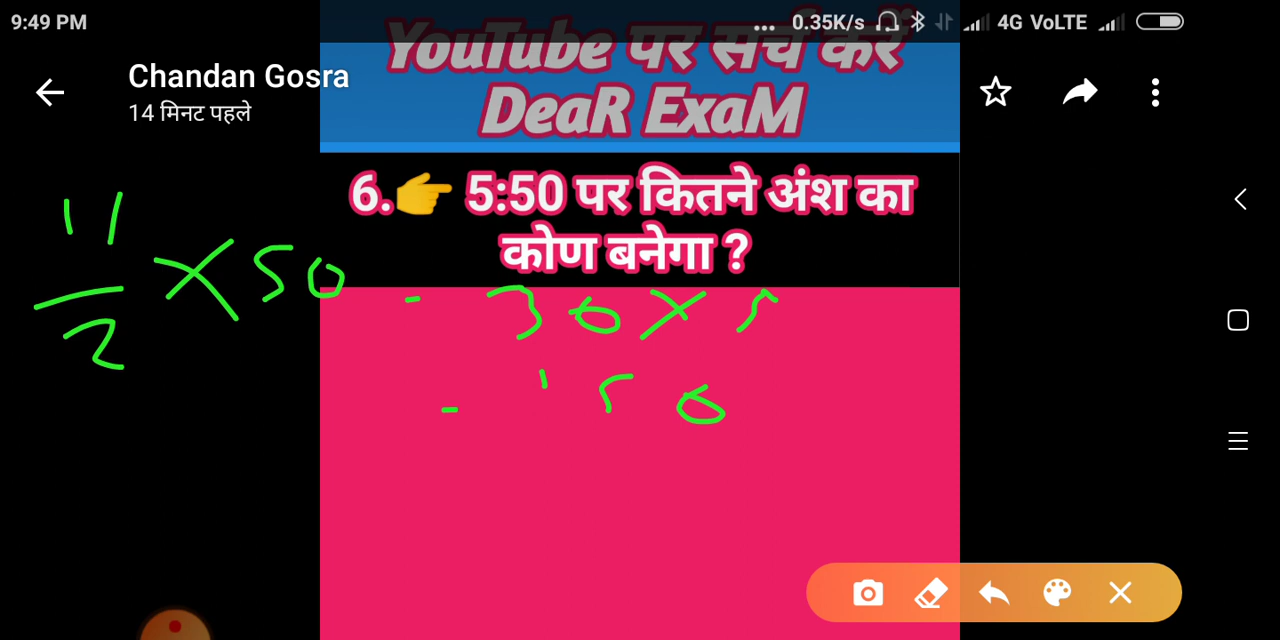 9:49 PM
... 0.35K/s 4G VoLTE
YouTube पर सर्च करें
Chandan Gosra
14 मिनट पहले
DeaR ExaM
6.👉 5:50 पर कितने अंश का
कोण बनेगा ?
11/2 × 50 - 30 × 5
- 150